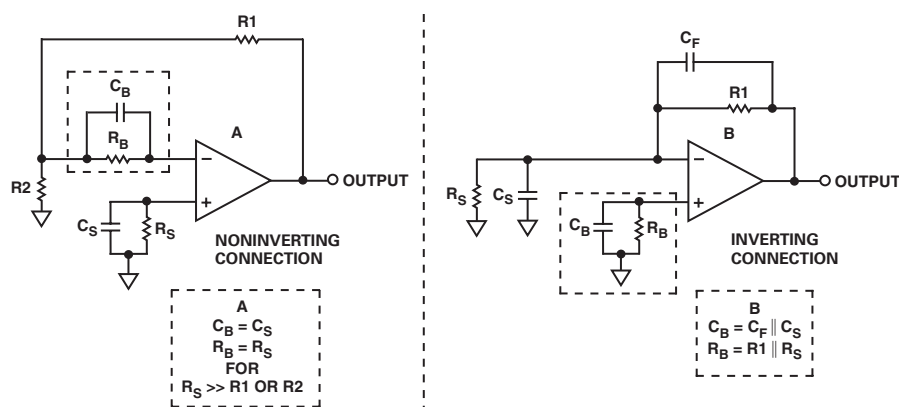 R1
C_B
R_B
A
−
+
R2
OUTPUT
C_S
R_S
NONINVERTING
CONNECTION
A
C_B = C_S
R_B = R_S
FOR
R_S >> R1 OR R2
C_F
R1
B
−
+
R_S
C_S
OUTPUT
C_B
R_B
INVERTING
CONNECTION
B
C_B = C_F || C_S
R_B = R1 || R_S